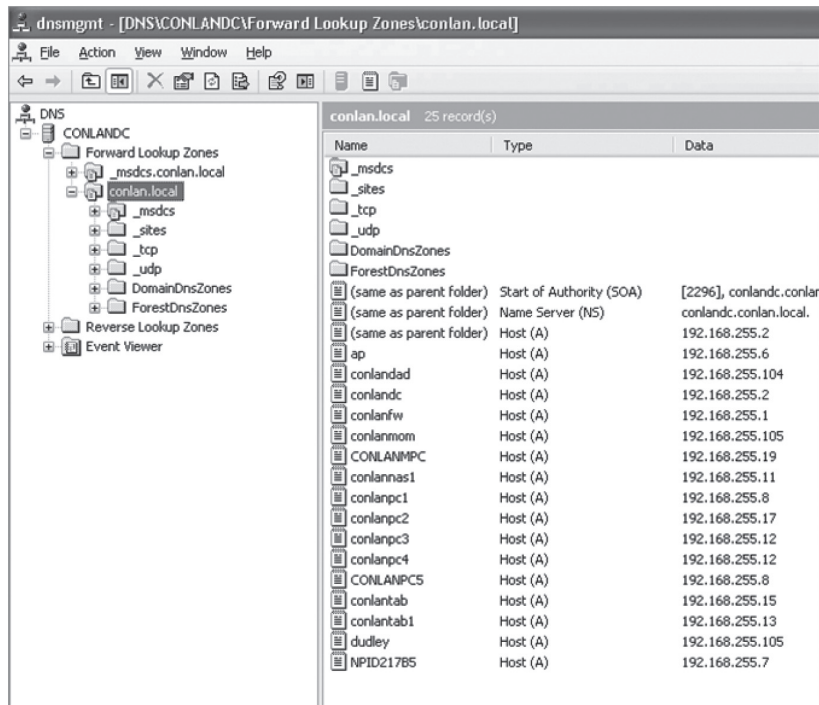 dnsmgmt - [DNS\CONLANDC\Forward Lookup Zones\conlan.local]
File Action View Window Help
DNS
CONLANDC
Forward Lookup Zones
_msdcs.conlan.local
conlan.local
_msdcs
_sites
_tcp
_udp
DomainDnsZones
ForestDnsZones
Reverse Lookup Zones
Event Viewer
conlan.local 25 record(s)
Name Type Data
_msdcs
_sites
_tcp
_udp
DomainDnsZones
ForestDnsZones
(same as parent folder) Start of Authority (SOA) [2296], conlandc.conlan
(same as parent folder) Name Server (NS) conlandc.conlan.local.
(same as parent folder) Host (A) 192.168.255.2
ap Host (A) 192.168.255.6
conlandad Host (A) 192.168.255.104
conlandc Host (A) 192.168.255.2
conlanfw Host (A) 192.168.255.1
conlanmom Host (A) 192.168.255.105
CONLANMPC Host (A) 192.168.255.19
conlannas1 Host (A) 192.168.255.11
conlanpc1 Host (A) 192.168.255.8
conlanpc2 Host (A) 192.168.255.17
conlanpc3 Host (A) 192.168.255.12
conlanpc4 Host (A) 192.168.255.12
CONLANPC5 Host (A) 192.168.255.8
conlantab Host (A) 192.168.255.15
conlantab1 Host (A) 192.168.255.13
dudley Host (A) 192.168.255.105
NPID217B5 Host (A) 192.168.255.7